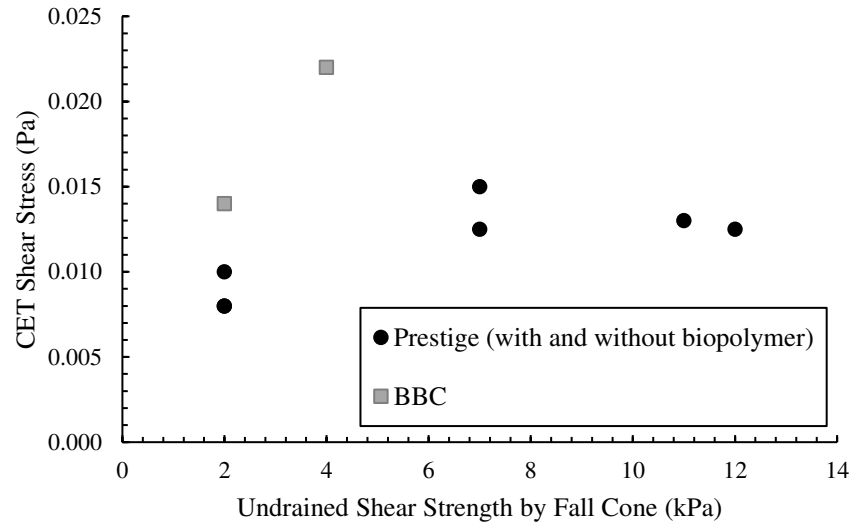 0.025
0.020
0.015
0.010
0.005
0.000
CET Shear Stress (Pa)
Prestige (with and without biopolymer)
BBC
0 2 4 6 8 10 12 14
Undrained Shear Strength by Fall Cone (kPa)